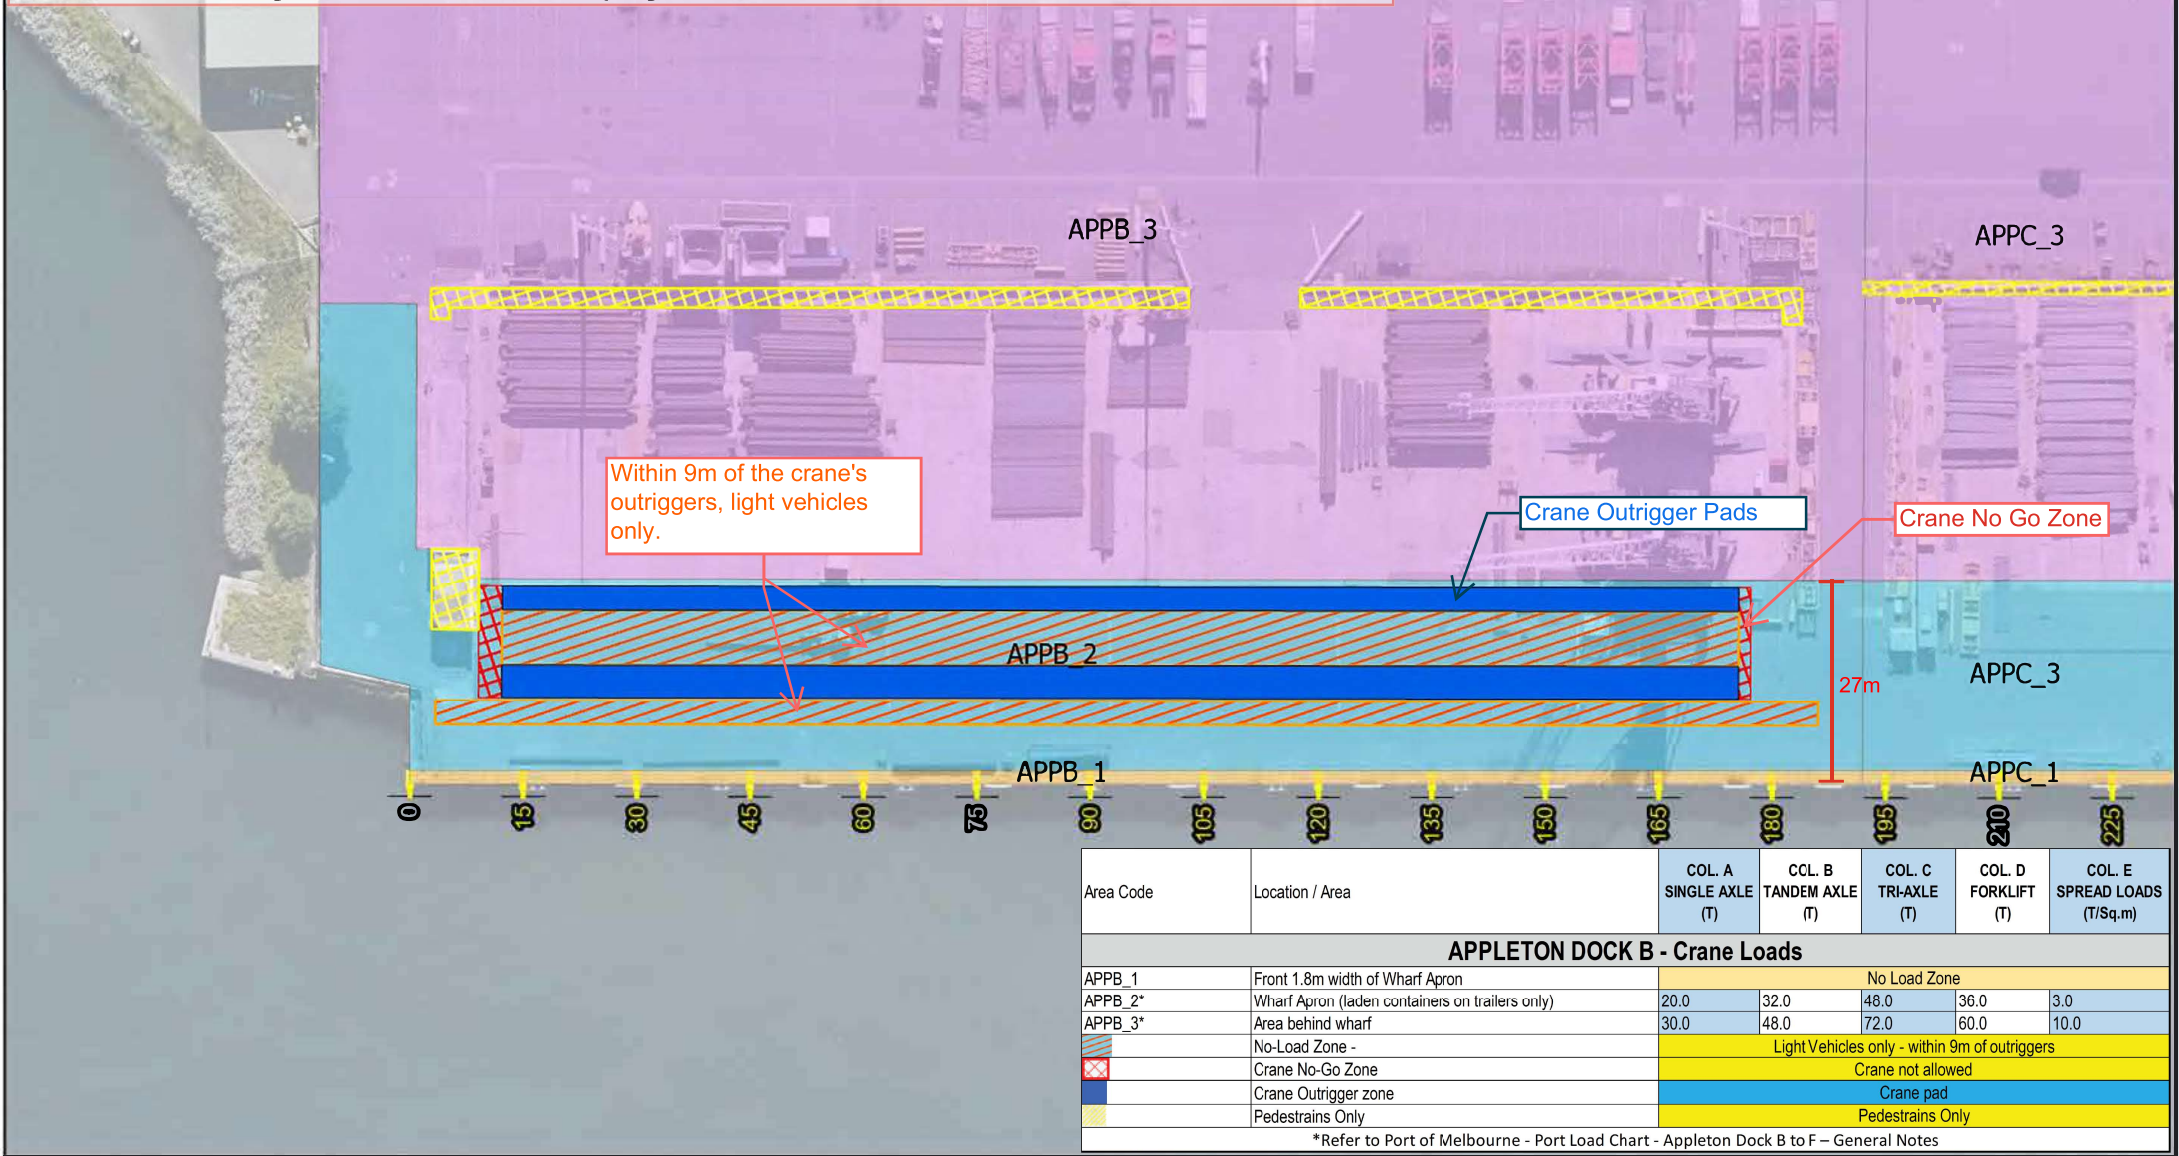 APPB_3
APPC_3
Within 9m of the crane's
outriggers, light vehicles
only.
Crane Outrigger Pads
Crane No Go Zone
APPB_2
27m
APPC_3
APPB_1
APPC_1
0 15 30 45 60 75 90 105 120 135 150 165 180 195 210 225
Area Code Location / Area COL. A SINGLE AXLE (T) COL. B TANDEM AXLE (T) COL. C TRI-AXLE (T) COL. D FORKLIFT (T) COL. E SPREAD LOADS (T/Sq.m)
APPLETON DOCK B - Crane Loads
APPB_1 Front 1.8m width of Wharf Apron No Load Zone
APPB_2* Wharf Apron (laden containers on trailers only) 20.0 32.0 48.0 36.0 3.0
APPB_3* Area behind wharf 30.0 48.0 72.0 60.0 10.0
No-Load Zone - Light Vehicles only - within 9m of outriggers
Crane No-Go Zone Crane not allowed
Crane Outrigger zone Crane pad
Pedestrains Only Pedestrains Only
*Refer to Port of Melbourne - Port Load Chart - Appleton Dock B to F – General Notes